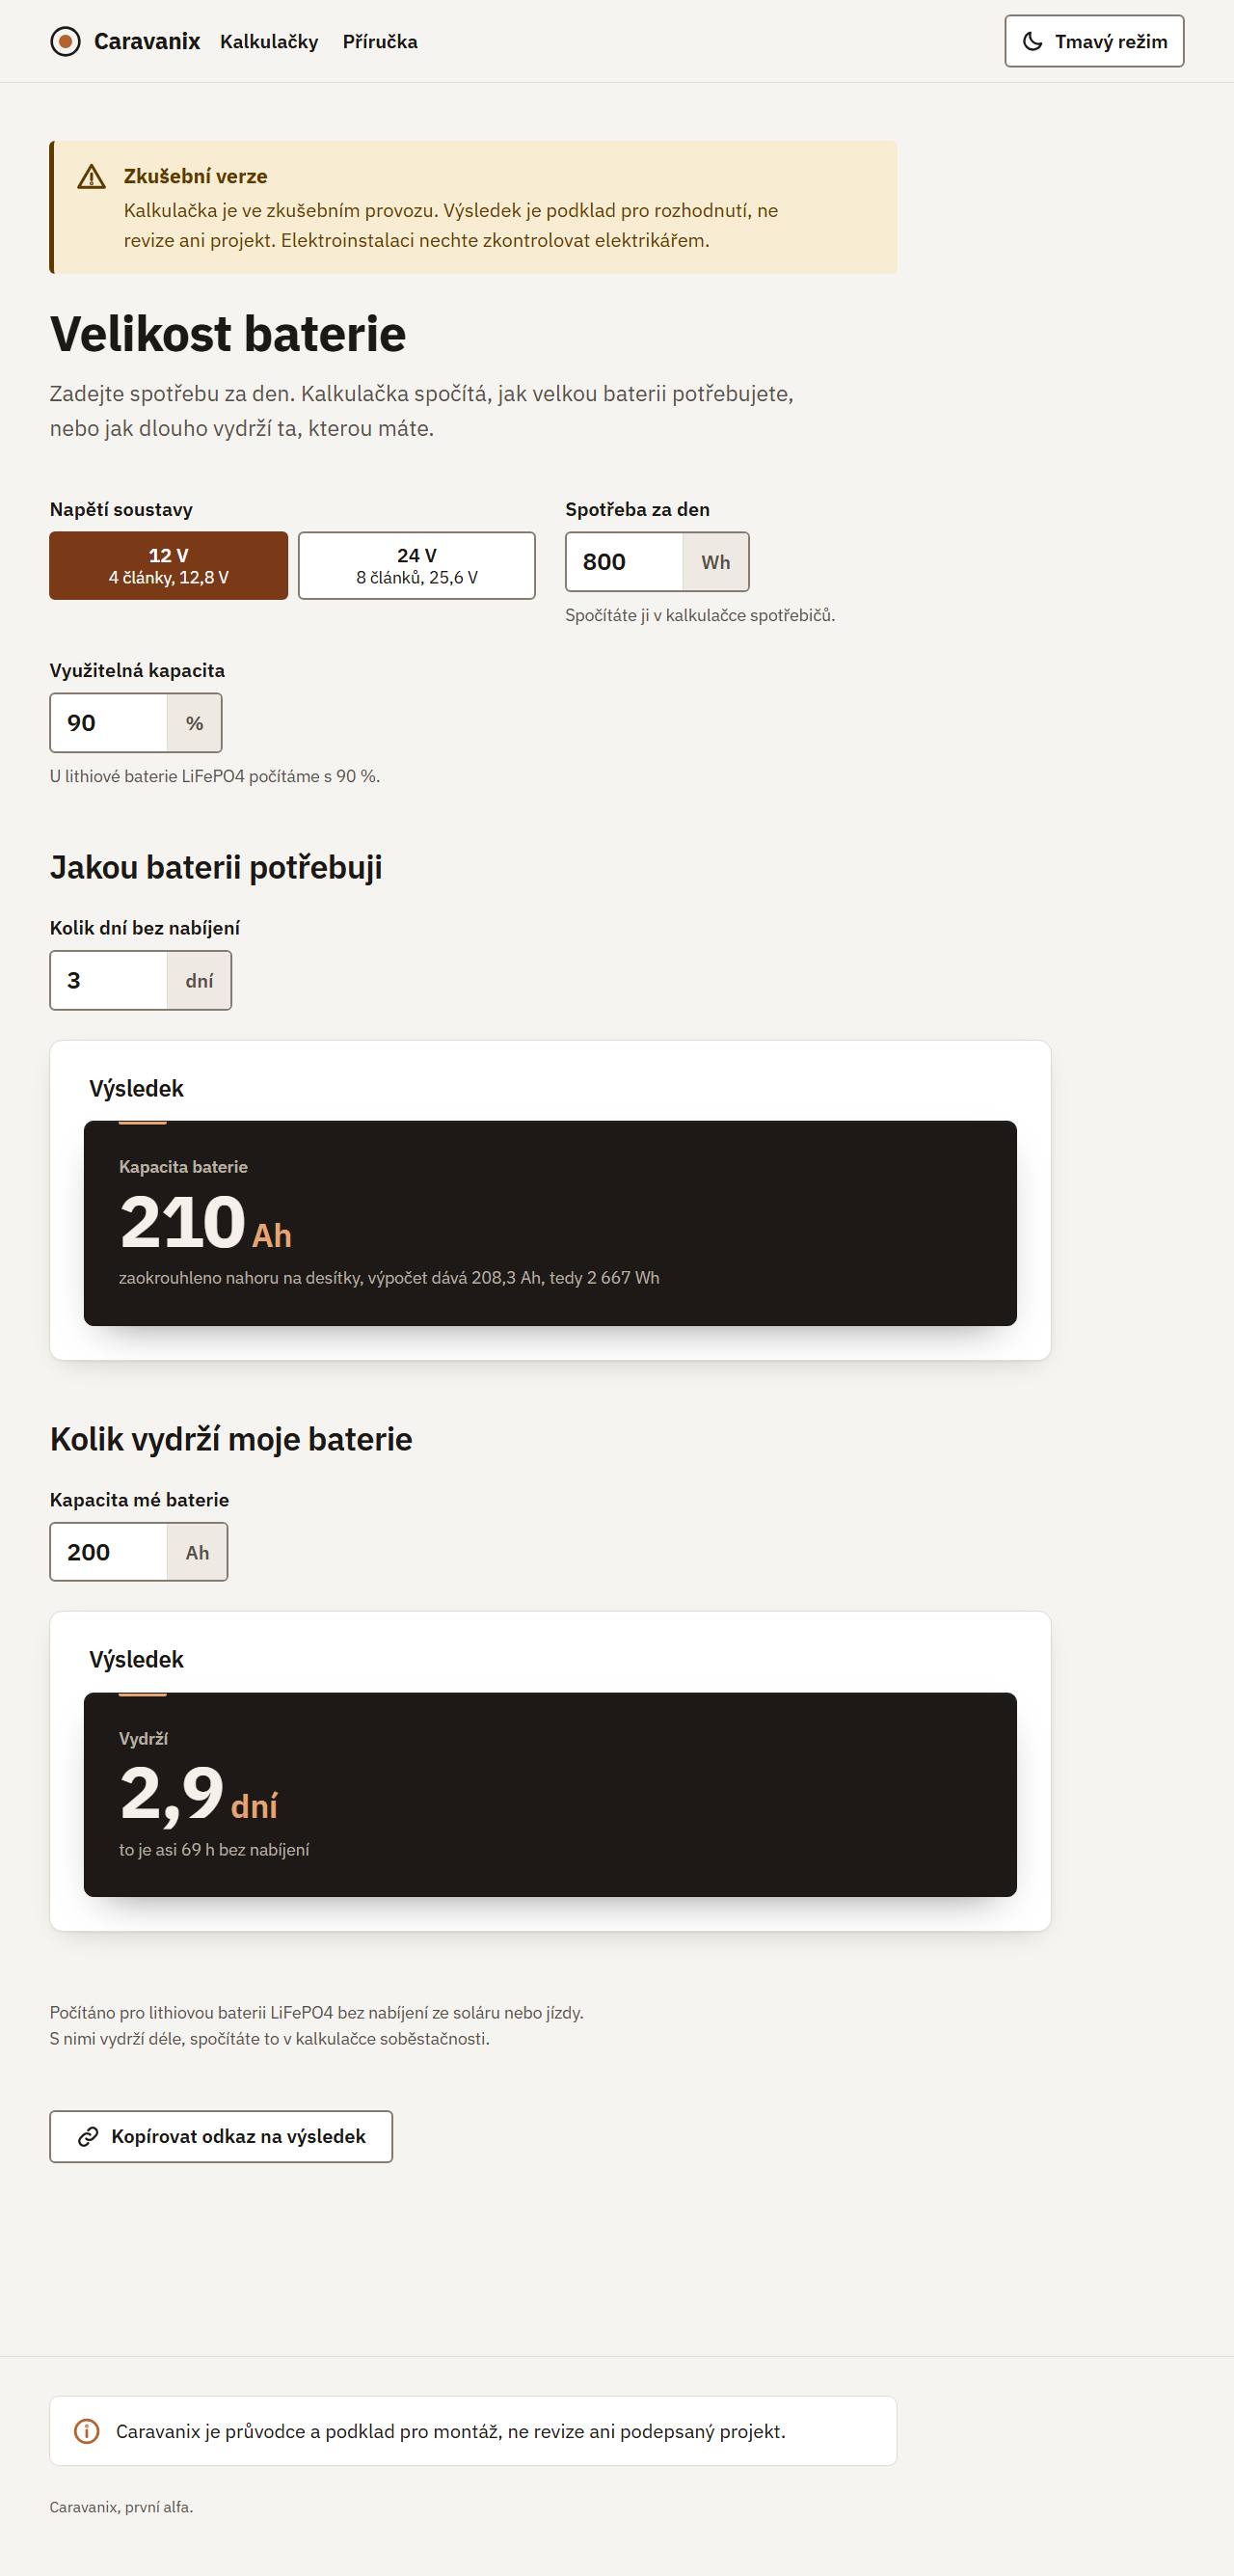 Caravanix Kalkulačky Příručka Tmavý režim
Zkušební verze
Kalkulačka je ve zkušebním provozu. Výsledek je podklad pro rozhodnutí, ne
revize ani projekt. Elektroinstalaci nechte zkontrolovat elektrikářem.
Velikost baterie
Zadejte spotřebu za den. Kalkulačka spočítá, jak velkou baterii potřebujete,
nebo jak dlouho vydrží ta, kterou máte.
Napětí soustavy
12 V
4 články, 12,8 V
24 V
8 článků, 25,6 V
Spotřeba za den
800 Wh
Spočítáte ji v kalkulačce spotřebičů.
Využitelná kapacita
90 %
U lithiové baterie LiFePO4 počítáme s 90 %.
Jakou baterii potřebuji
Kolik dní bez nabíjení
3 dní
Výsledek
Kapacita baterie
210 Ah
zaokrouhleno nahoru na desítky, výpočet dává 208,3 Ah, tedy 2 667 Wh
Kolik vydrží moje baterie
Kapacita mé baterie
200 Ah
Výsledek
Vydrží
2,9 dní
to je asi 69 h bez nabíjení
Počítáno pro lithiovou baterii LiFePO4 bez nabíjení ze soláru nebo jízdy.
S nimi vydrží déle, spočítáte to v kalkulačce soběstačnosti.
Kopírovat odkaz na výsledek
Caravanix je průvodce a podklad pro montáž, ne revize ani podepsaný projekt.
Caravanix, první alfa.